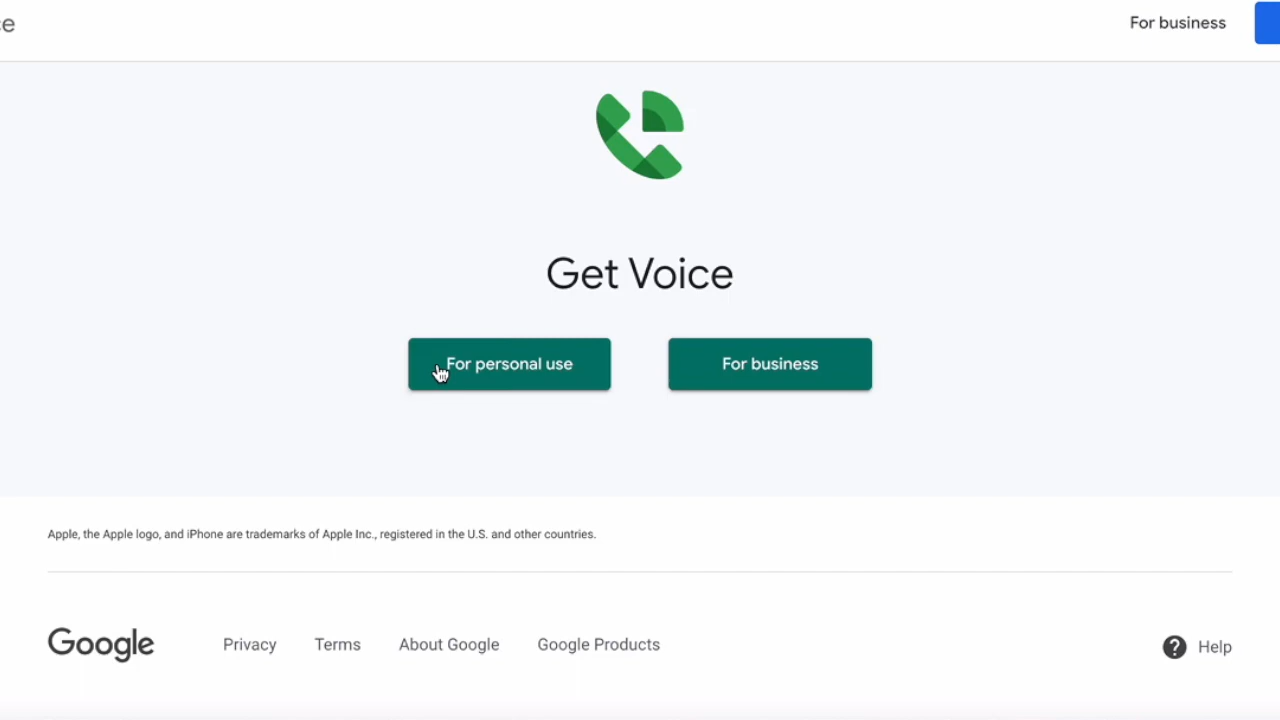 For business
Get Voice
For personal use
For business
Apple, the Apple logo, and iPhone are trademarks of Apple Inc., registered in the U.S. and other countries.
Google
Privacy
Terms
About Google
Google Products
? Help